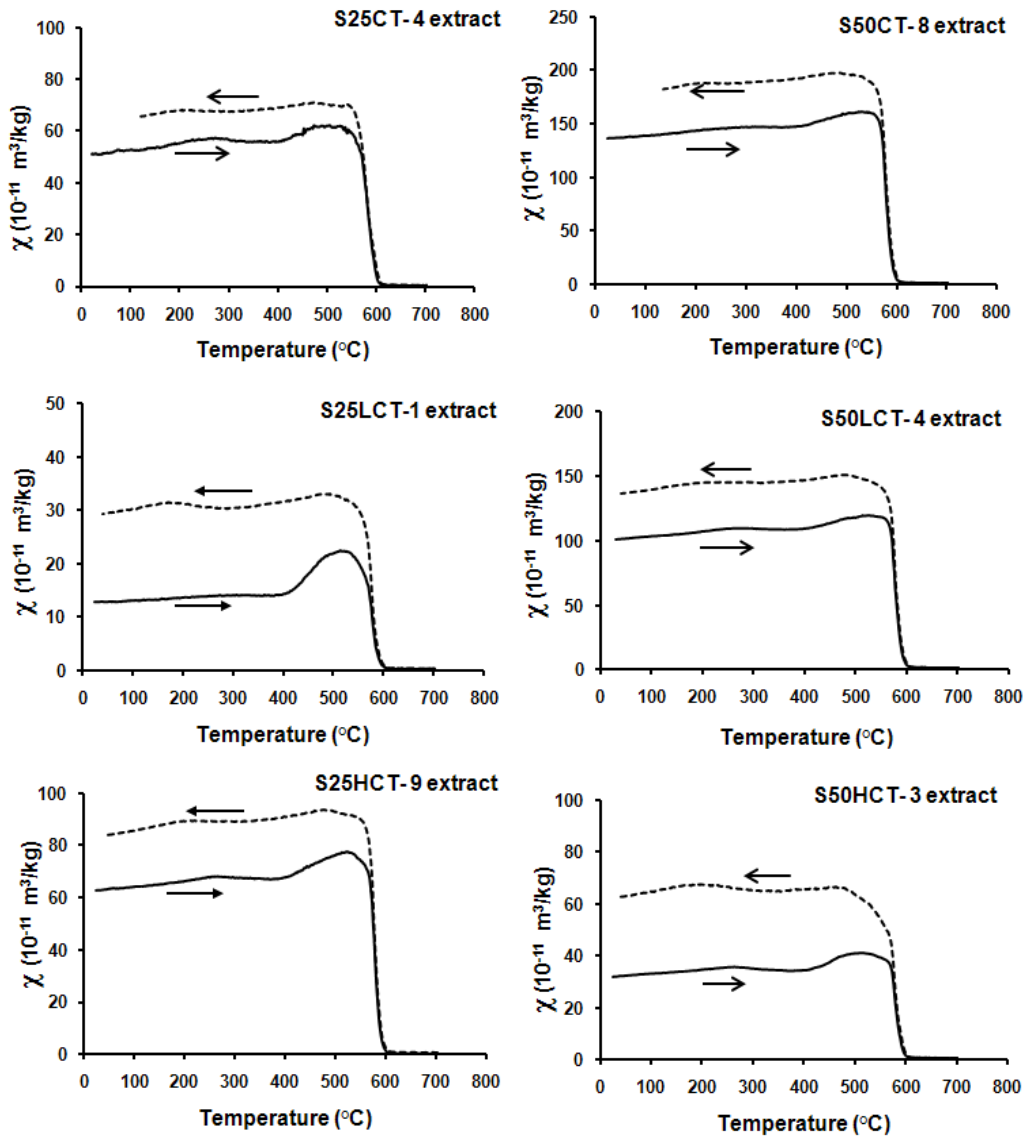 S25CT- 4 extract
χ (10⁻¹¹ m³/kg)
100
80
60
40
20
0
0 100 200 300 400 500 600 700 800
Temperature (°C)
S50CT- 8 extract
χ (10⁻¹¹ m³/kg)
250
200
150
100
50
0
0 100 200 300 400 500 600 700 800
Temperature (°C)
S25LCT-1 extract
χ (10⁻¹¹ m³/kg)
50
40
30
20
10
0
0 100 200 300 400 500 600 700 800
Temperature (°C)
S50LCT- 4 extract
χ (10⁻¹¹ m³/kg)
200
150
100
50
0
0 100 200 300 400 500 600 700 800
Temperature (°C)
S25HCT- 9 extract
χ (10⁻¹¹ m³/kg)
100
80
60
40
20
0
0 100 200 300 400 500 600 700 800
Temperature (°C)
S50HCT- 3 extract
χ (10⁻¹¹ m³/kg)
100
80
60
40
20
0
0 100 200 300 400 500 600 700 800
Temperature (°C)